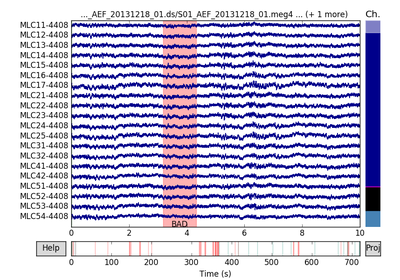 ..._AEF_20131218_01.ds/S01_AEF_20131218_01.meg4 ... (+ 1 more)
Ch.
MLC11-4408
MLC12-4408
MLC13-4408
MLC14-4408
MLC15-4408
MLC16-4408
MLC17-4408
MLC21-4408
MLC22-4408
MLC23-4408
MLC24-4408
MLC25-4408
MLC31-4408
MLC32-4408
MLC41-4408
MLC42-4408
MLC51-4408
MLC52-4408
MLC53-4408
MLC54-4408
BAD
0 2 4 6 8 10
Help
Proj
0 100 200 300 400 500 600 700
Time (s)